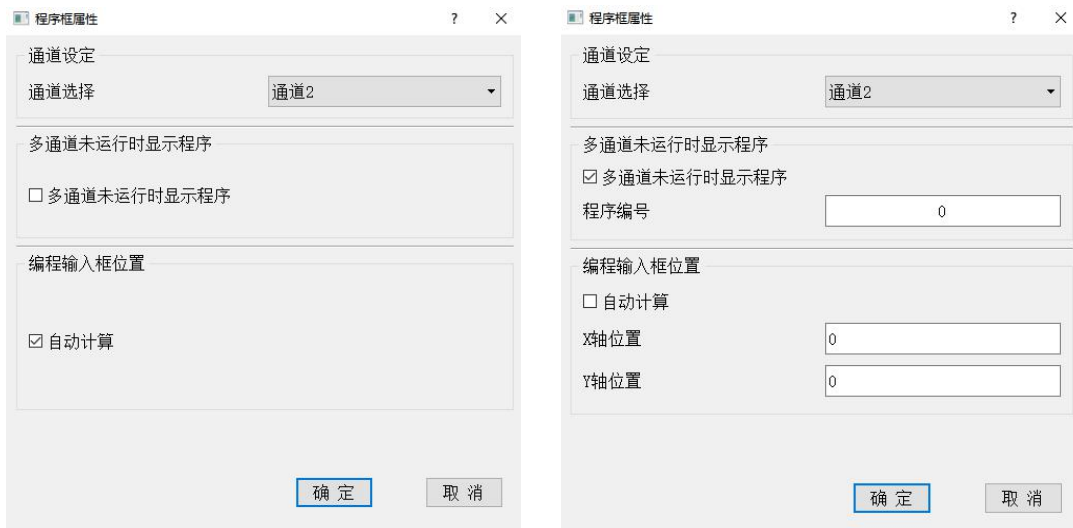 程序框属性
通道设定
通道选择 通道2
多通道未运行时显示程序
多通道未运行时显示程序
编程输入框位置
自动计算
确定 取消
程序框属性
通道设定
通道选择 通道2
多通道未运行时显示程序
多通道未运行时显示程序
程序编号 0
编程输入框位置
自动计算
X轴位置 0
Y轴位置 0
确定 取消